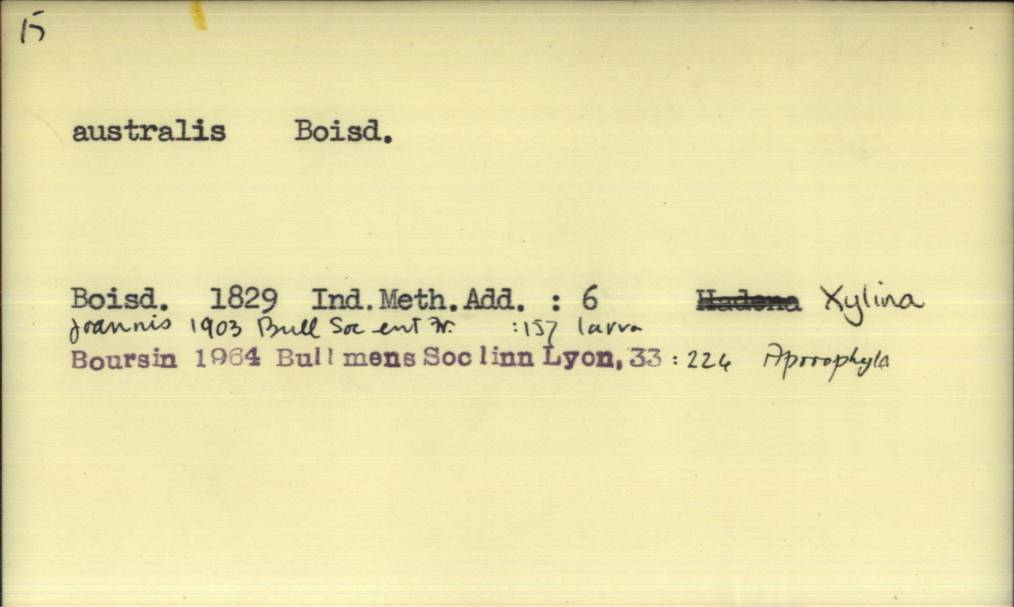 15
australis Boisd.
Boisd. 1829 Ind.Meth.Add. : 6 Hadena Xylina
Joannis 1903 Bull Soc ent Fr. :157 larva
Boursin 1964 Bull mens Soc linn Lyon, 33 : 224 Aporophyla